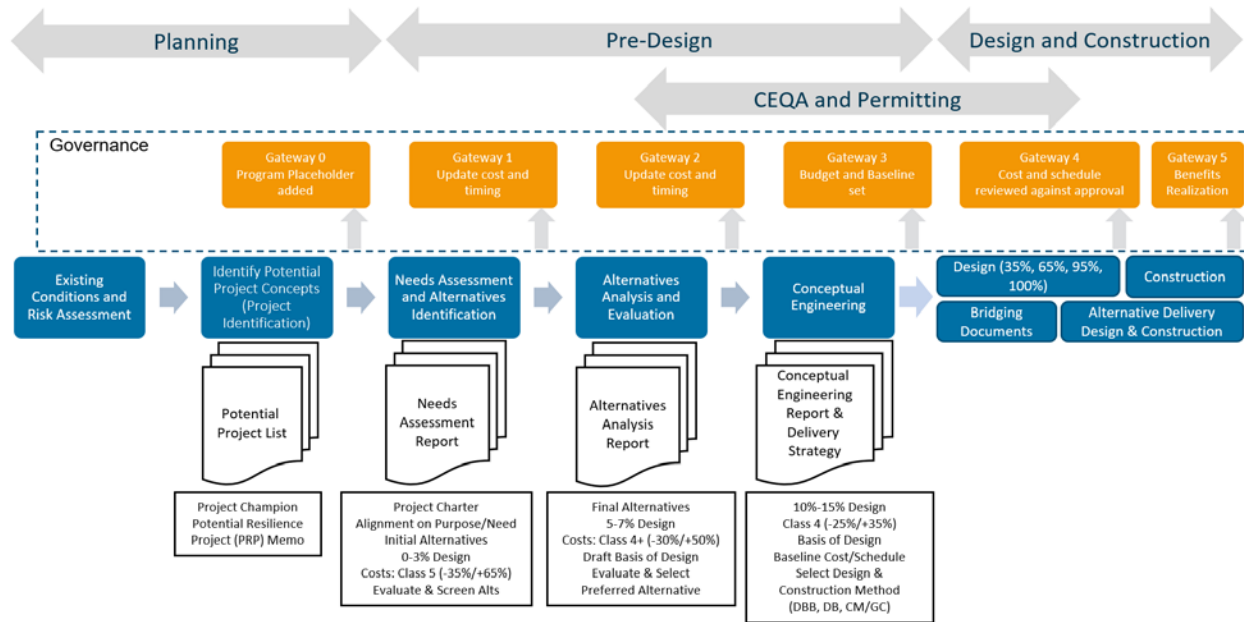 Planning
Pre-Design
Design and Construction
CEQA and Permitting
Governance
Gateway 0
Program Placeholder
added
Gateway 1
Update cost and
timing
Gateway 2
Update cost and
timing
Gateway 3
Budget and Baseline
set
Gateway 4
Cost and schedule
reviewed against approval
Gateway 5
Benefits
Realization
Existing
Conditions and
Risk Assessment
Identify Potential
Project Concepts
(Project
Identification)
Needs Assessment
and Alternatives
Identification
Alternatives
Analysis and
Evaluation
Conceptual
Engineering
Design (35%, 65%, 95%,
100%)
Construction
Bridging
Documents
Alternative Delivery
Design & Construction
Potential
Project List
Needs
Assessment
Report
Alternatives
Analysis
Report
Conceptual
Engineering
Report &
Delivery
Strategy
Project Champion
Potential Resilience
Project (PRP) Memo
Project Charter
Alignment on Purpose/Need
Initial Alternatives
0-3% Design
Costs: Class 5 (-35%/+65%)
Evaluate & Screen Alts
Final Alternatives
5-7% Design
Costs: Class 4+ (-30%/+50%)
Draft Basis of Design
Evaluate & Select
Preferred Alternative
10%-15% Design
Class 4 (-25%/+35%)
Basis of Design
Baseline Cost/Schedule
Select Design &
Construction Method
(DBB, DB, CM/GC)